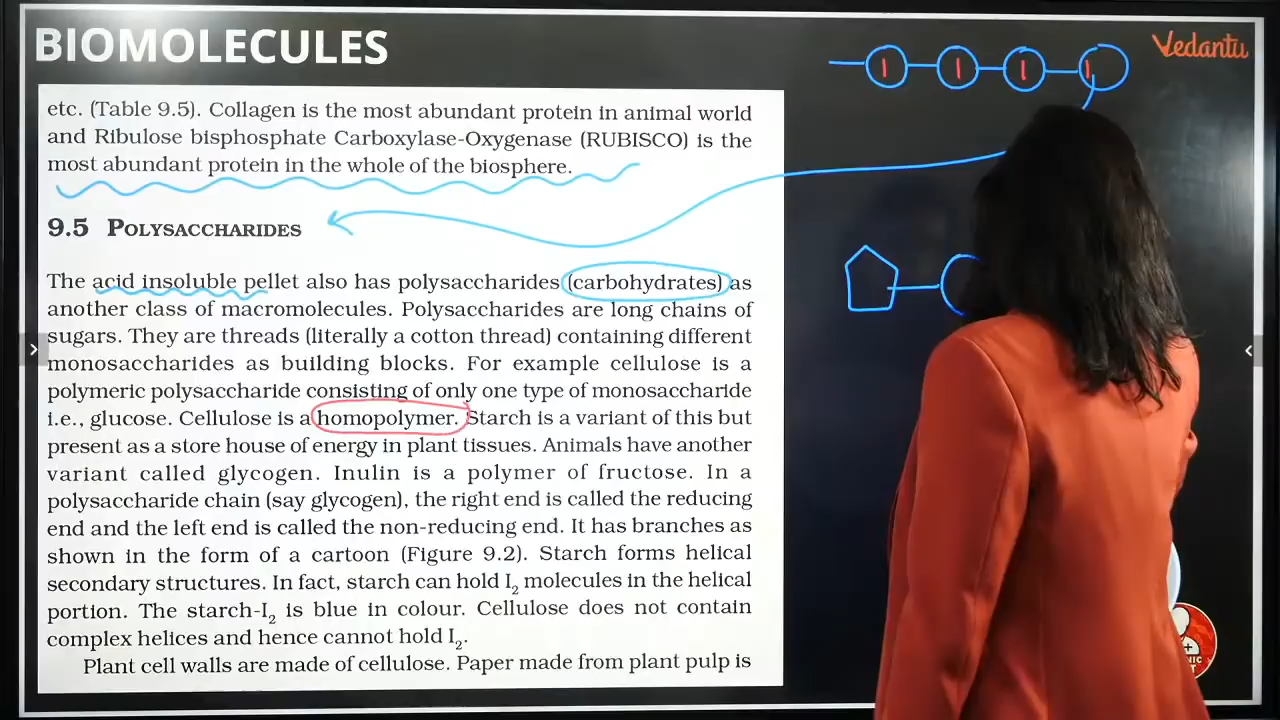 BIOMOLECULES
Vedantu
etc. (Table 9.5). Collagen is the most abundant protein in animal world
and Ribulose bisphosphate Carboxylase-Oxygenase (RUBISCO) is the
most abundant protein in the whole of the biosphere.
9.5 POLYSACCHARIDES
The acid insoluble pellet also has polysaccharides (carbohydrates) as
another class of macromolecules. Polysaccharides are long chains of
sugars. They are threads (literally a cotton thread) containing different
monosaccharides as building blocks. For example cellulose is a
polymeric polysaccharide consisting of only one type of monosaccharide
i.e., glucose. Cellulose is a homopolymer. Starch is a variant of this but
present as a store house of energy in plant tissues. Animals have another
variant called glycogen. Inulin is a polymer of fructose. In a
polysaccharide chain (say glycogen), the right end is called the reducing
end and the left end is called the non-reducing end. It has branches as
shown in the form of a cartoon (Figure 9.2). Starch forms helical
secondary structures. In fact, starch can hold I2 molecules in the helical
portion. The starch-I2 is blue in colour. Cellulose does not contain
complex helices and hence cannot hold I2.
Plant cell walls are made of cellulose. Paper made from plant pulp is
1 1 1 1